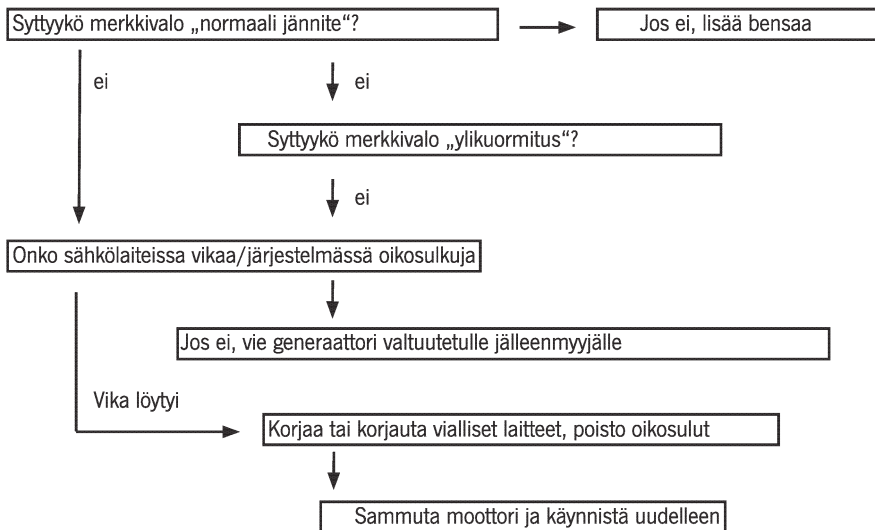 Syttyykö merkkivalo „normaali jännite“?
Jos ei, lisää bensaa
ei
ei
Syttyykö merkkivalo „ylikuormitus“?
ei
Onko sähkölaiteissa vikaa/järjestelmässä oikosulkuja
Jos ei, vie generaattori valtuutetulle jälleenmyyjälle
Vika löytyi
Korjaa tai korjauta vialliset laitteet, poisto oikosulut
Sammuta moottori ja käynnistä uudelleen